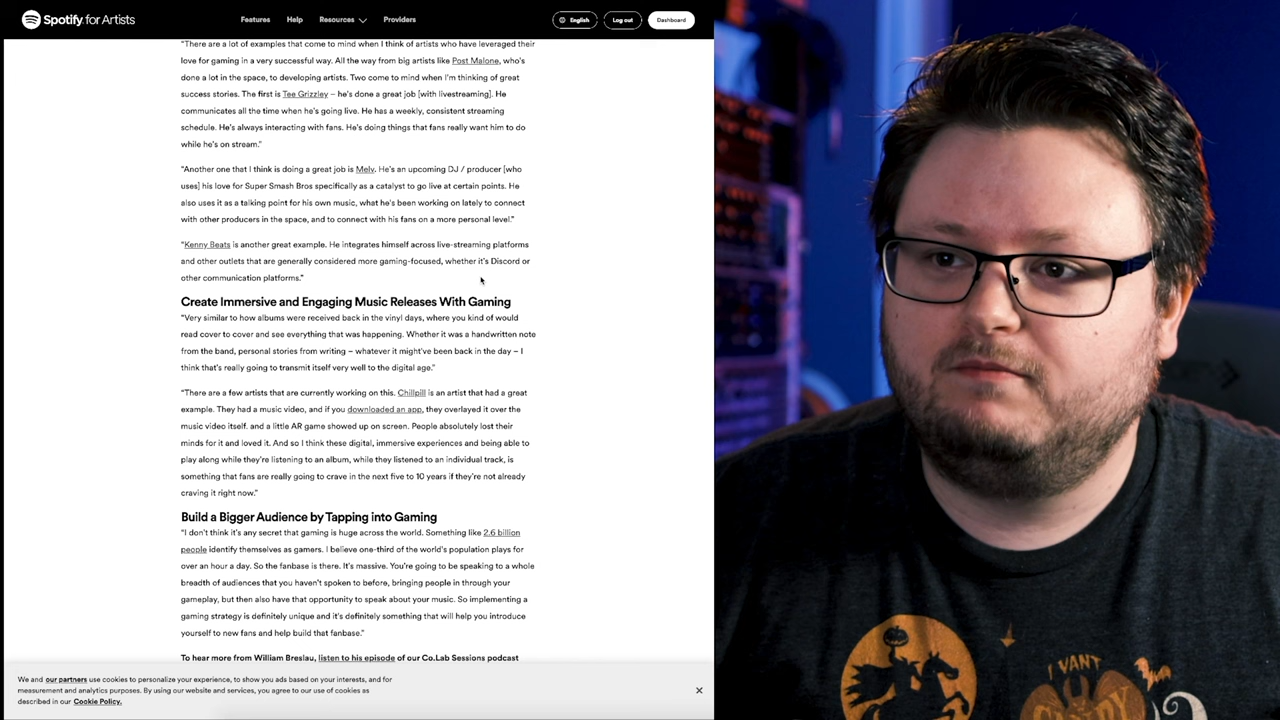 Spotify for Artists
Features
Help
Resources
Providers
English
Log out
Dashboard
"There are a lot of examples that come to mind when I think of artists who have leveraged their
love for gaming in a very successful way. All the way from big artists like Post Malone, who's
done a lot in the space, to developing artists. Two come to mind when I'm thinking of great
success stories. The first is Tee Grizzley – he's done a great job [with livestreaming]. He
communicates all the time when he's going live. He has a weekly, consistent streaming
schedule. He's always interacting with fans. He's doing things that fans really want him to do
while he's on stream."
"Another one that I think is doing a great job is Melv. He's an upcoming DJ / producer [who
uses] his love for Super Smash Bros specifically as a catalyst to go live at certain points. He
also uses it as a talking point for his own music, what he's been working on lately to connect
with other producers in the space, and to connect with his fans on a more personal level."
"Kenny Beats is another great example. He integrates himself across live-streaming platforms
and other outlets that are generally considered more gaming-focused, whether it's Discord or
other communication platforms."
Create Immersive and Engaging Music Releases With Gaming
"Very similar to how albums were received back in the vinyl days, where you kind of would
read cover to cover and see everything that was happening. Whether it was a handwritten note
from the band, personal stories from writing – whatever it might've been back in the day – I
think that's really going to transmit itself very well to the digital age."
"There are a few artists that are currently working on this. Chillpill is an artist that had a great
example. They had a music video, and if you downloaded an app, they overlayed it over the
music video itself. and a little AR game showed up on screen. People absolutely lost their
minds for it and loved it. And so I think these digital, immersive experiences and being able to
play along while they're listening to an album, while they listened to an individual track, is
something that fans are really going to crave in the next five to 10 years if they're not already
craving it right now."
Build a Bigger Audience by Tapping into Gaming
"I don't think it's any secret that gaming is huge across the world. Something like 2.6 billion
people identify themselves as gamers. I believe one-third of the world's population plays for
over an hour a day. So the fanbase is there. It's massive. You're going to be speaking to a whole
breadth of audiences that you haven't spoken to before, bringing people in through your
gameplay, but then also have that opportunity to speak about your music. So implementing a
gaming strategy is definitely unique and it's definitely something that will help you introduce
yourself to new fans and help build that fanbase."
To hear more from William Breslau, listen to his episode of our Co.Lab Sessions podcast
We and our partners use cookies to personalize your experience, to show you ads based on your interests, and for
measurement and analytics purposes. By using our website and services, you agree to our use of cookies as
described in our Cookie Policy.
I VANT
CANDY